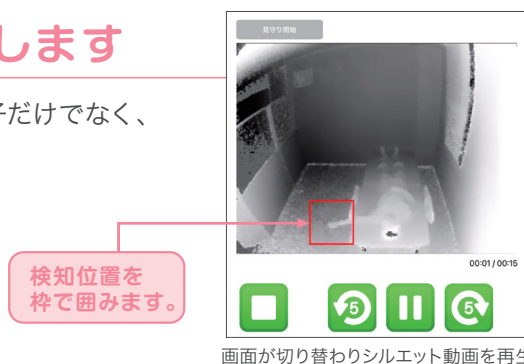 します
子だけでなく、
見守り開始
00:01 / 00:15
5
5
検知位置を
枠で囲みます。
画面が切り替わりシルエット動画を再生